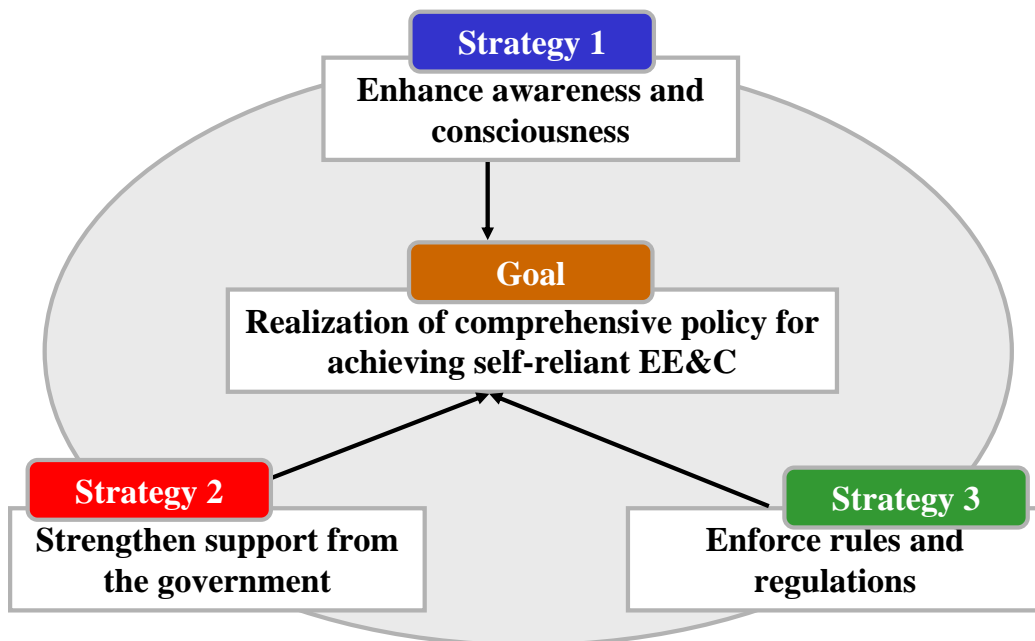 Strategy 1
Enhance awareness and
consciousness
Goal
Realization of comprehensive policy for
achieving self-reliant EE&C
Strategy 2
Strengthen support from
the government
Strategy 3
Enforce rules and
regulations